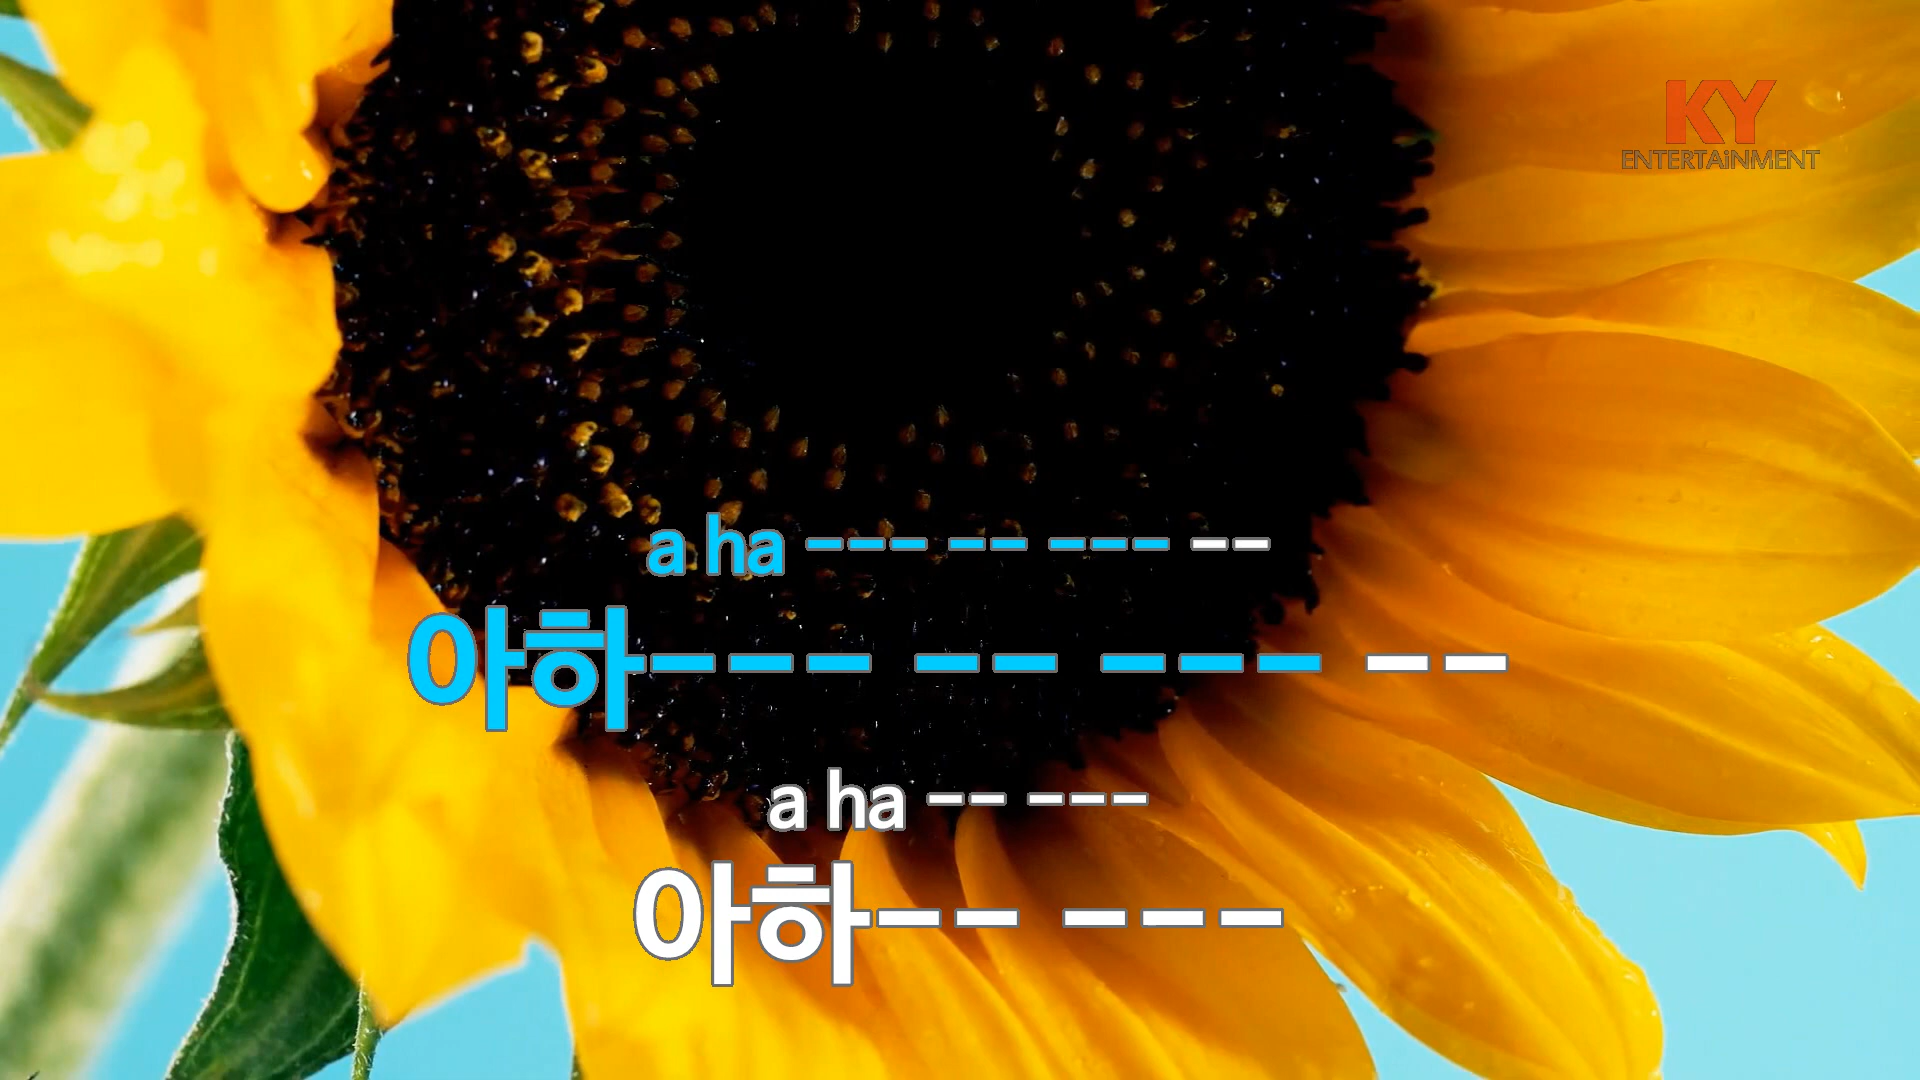 KY
ENTERTAiNMENT
a ha --- -- --- --
아하--- -- --- --
a ha -- ---
아하-- ---